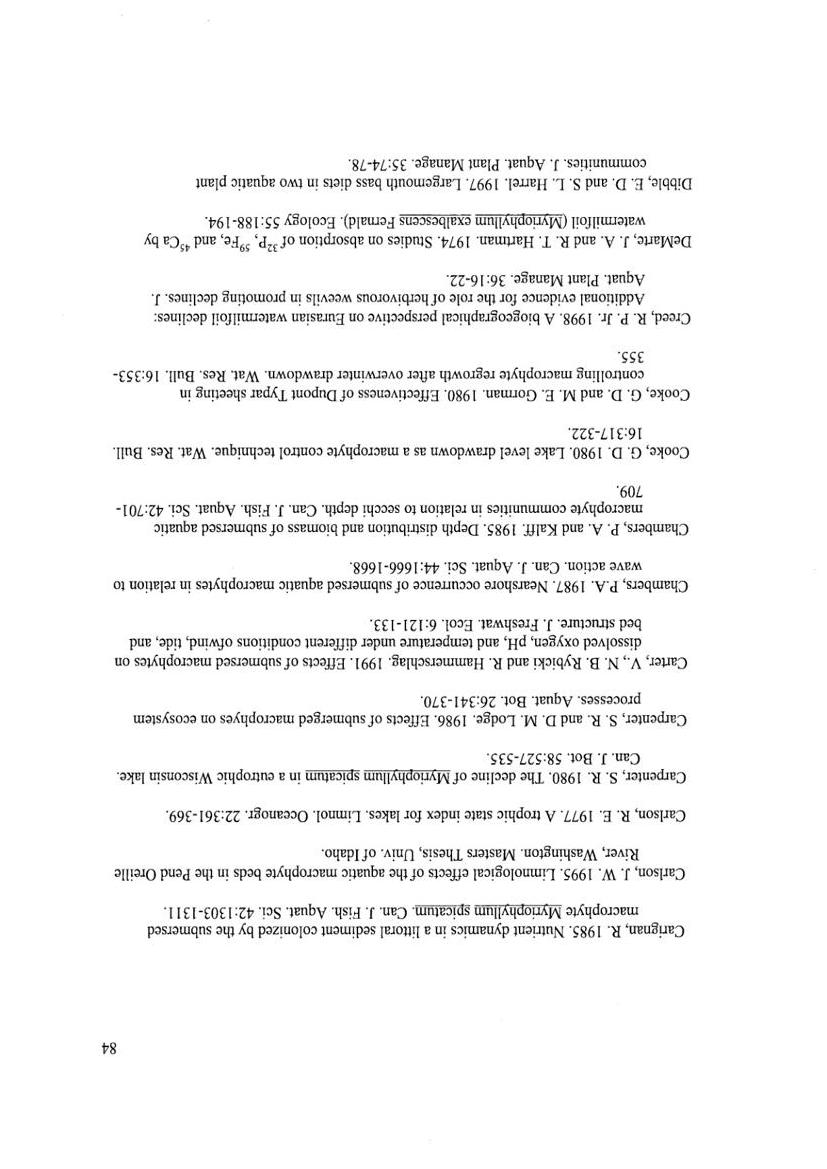 84
Carignan, R. 1985. Nutrient dynamics in a littoral sediment colonized by the submersed
macrophyte Myriophyllum spicatum. Can. J. Fish. Aquat. Sci. 42:1303-1311.
Carlson, J. W. 1995. Limnological effects of the aquatic macrophyte beds in the Pend Oreille
River, Washington. Masters Thesis, Univ. of Idaho.
Carlson, R. E. 1977. A trophic state index for lakes. Limnol. Oceanogr. 22:361-369.
Carpenter, S. R. 1980. The decline of Myriophyllum spicatum in a eutrophic Wisconsin lake.
Can. J. Bot. 58:527-535.
Carpenter, S. R. and D. M. Lodge. 1986. Effects of submerged macrophyes on ecosystem
processes. Aquat. Bot. 26:341-370.
Carter, V., N. B. Rybicki and R. Hammerschlag. 1991. Effects of submersed macrophytes on
dissolved oxygen, pH, and temperature under different conditions ofwind, tide, and
bed structure. J. Freshwat. Ecol. 6:121-133.
Chambers, P.A. 1987. Nearshore occurrence of submersed aquatic macrophytes in relation to
wave action. Can. J. Aquat. Sci. 44:1666-1668.
Chambers, P. A. and Kalff. 1985. Depth distribution and biomass of submersed aquatic
macrophyte communities in relation to secchi depth. Can. J. Fish. Aquat. Sci. 42:701-
709.
Cooke, G. D. 1980. Lake level drawdown as a macrophyte control technique. Wat. Res. Bull.
16:317-322.
Cooke, G. D. and M. E. Gorman. 1980. Effectiveness of Dupont Typar sheeting in
controlling macrophyte regrowth after overwinter drawdown. Wat. Res. Bull. 16:353-
355.
Creed, R. P. Jr. 1998. A biogeographical perspective on Eurasian watermilfoil declines:
Additional evidence for the role of herbivorous weevils in promoting declines. J.
Aquat. Plant Manage. 36:16-22.
DeMarte, J. A. and R. T. Hartman. 1974. Studies on absorption of ³²P, ⁵⁹Fe, and ⁴⁵Ca by
watermilfoil (Myriophyllum exalbescens Fernald). Ecology 55:188-194.
Dibble, E. D. and S. L. Harrel. 1997. Largemouth bass diets in two aquatic plant
communities. J. Aquat. Plant Manage. 35:74-78.